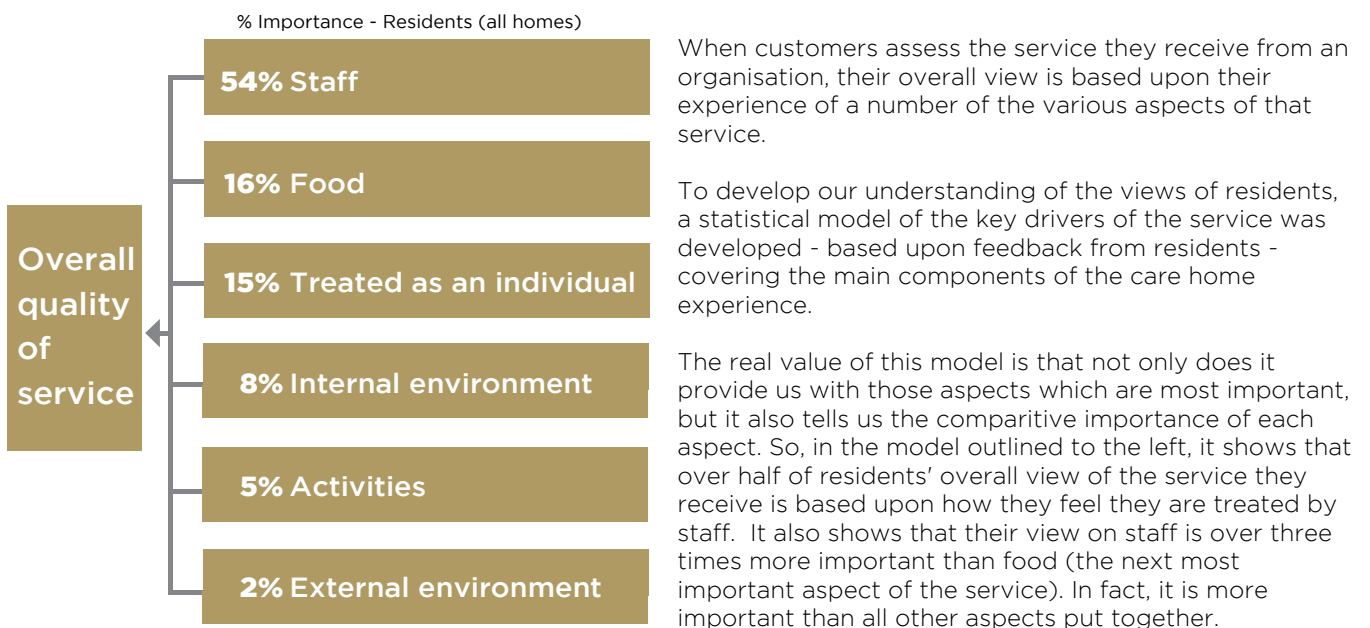 % Importance - Residents (all homes)
54% Staff
16% Food
15% Treated as an individual
8% Internal environment
5% Activities
2% External environment
Overall
quality
of
service
When customers assess the service they receive from an
organisation, their overall view is based upon their
experience of a number of the various aspects of that
service.
To develop our understanding of the views of residents,
a statistical model of the key drivers of the service was
developed - based upon feedback from residents -
covering the main components of the care home
experience.
The real value of this model is that not only does it
provide us with those aspects which are most important,
but it also tells us the comparitive importance of each
aspect. So, in the model outlined to the left, it shows that
over half of residents' overall view of the service they
receive is based upon how they feel they are treated by
staff.  It also shows that their view on staff is over three
times more important than food (the next most
important aspect of the service). In fact, it is more
important than all other aspects put together.